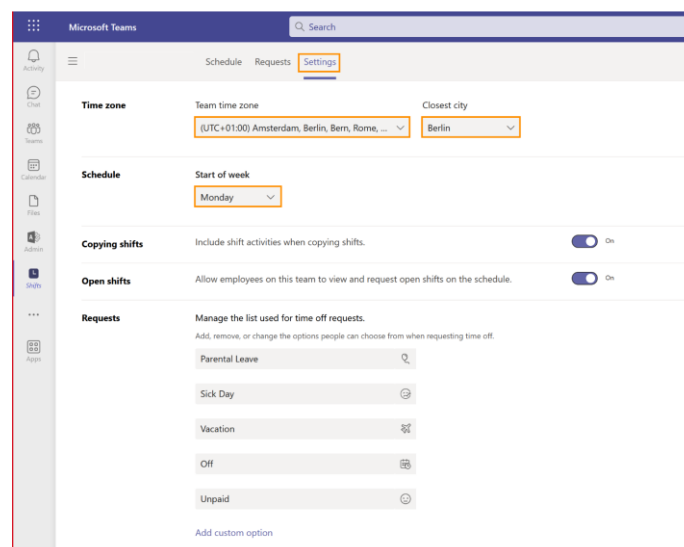 Microsoft Teams
Search
Activity
Chat
Teams
Calendar
Files
Admin
Shifts
Apps
Schedule Requests Settings
Time zone
Team time zone
Closest city
(UTC+01:00) Amsterdam, Berlin, Bern, Rome, ...
Berlin
Schedule
Start of week
Monday
Copying shifts
Include shift activities when copying shifts.
On
Open shifts
Allow employees on this team to view and request open shifts on the schedule.
On
Requests
Manage the list used for time off requests.
Add, remove, or change the options people can choose from when requesting time off.
Parental Leave
Sick Day
Vacation
Off
Unpaid
Add custom option